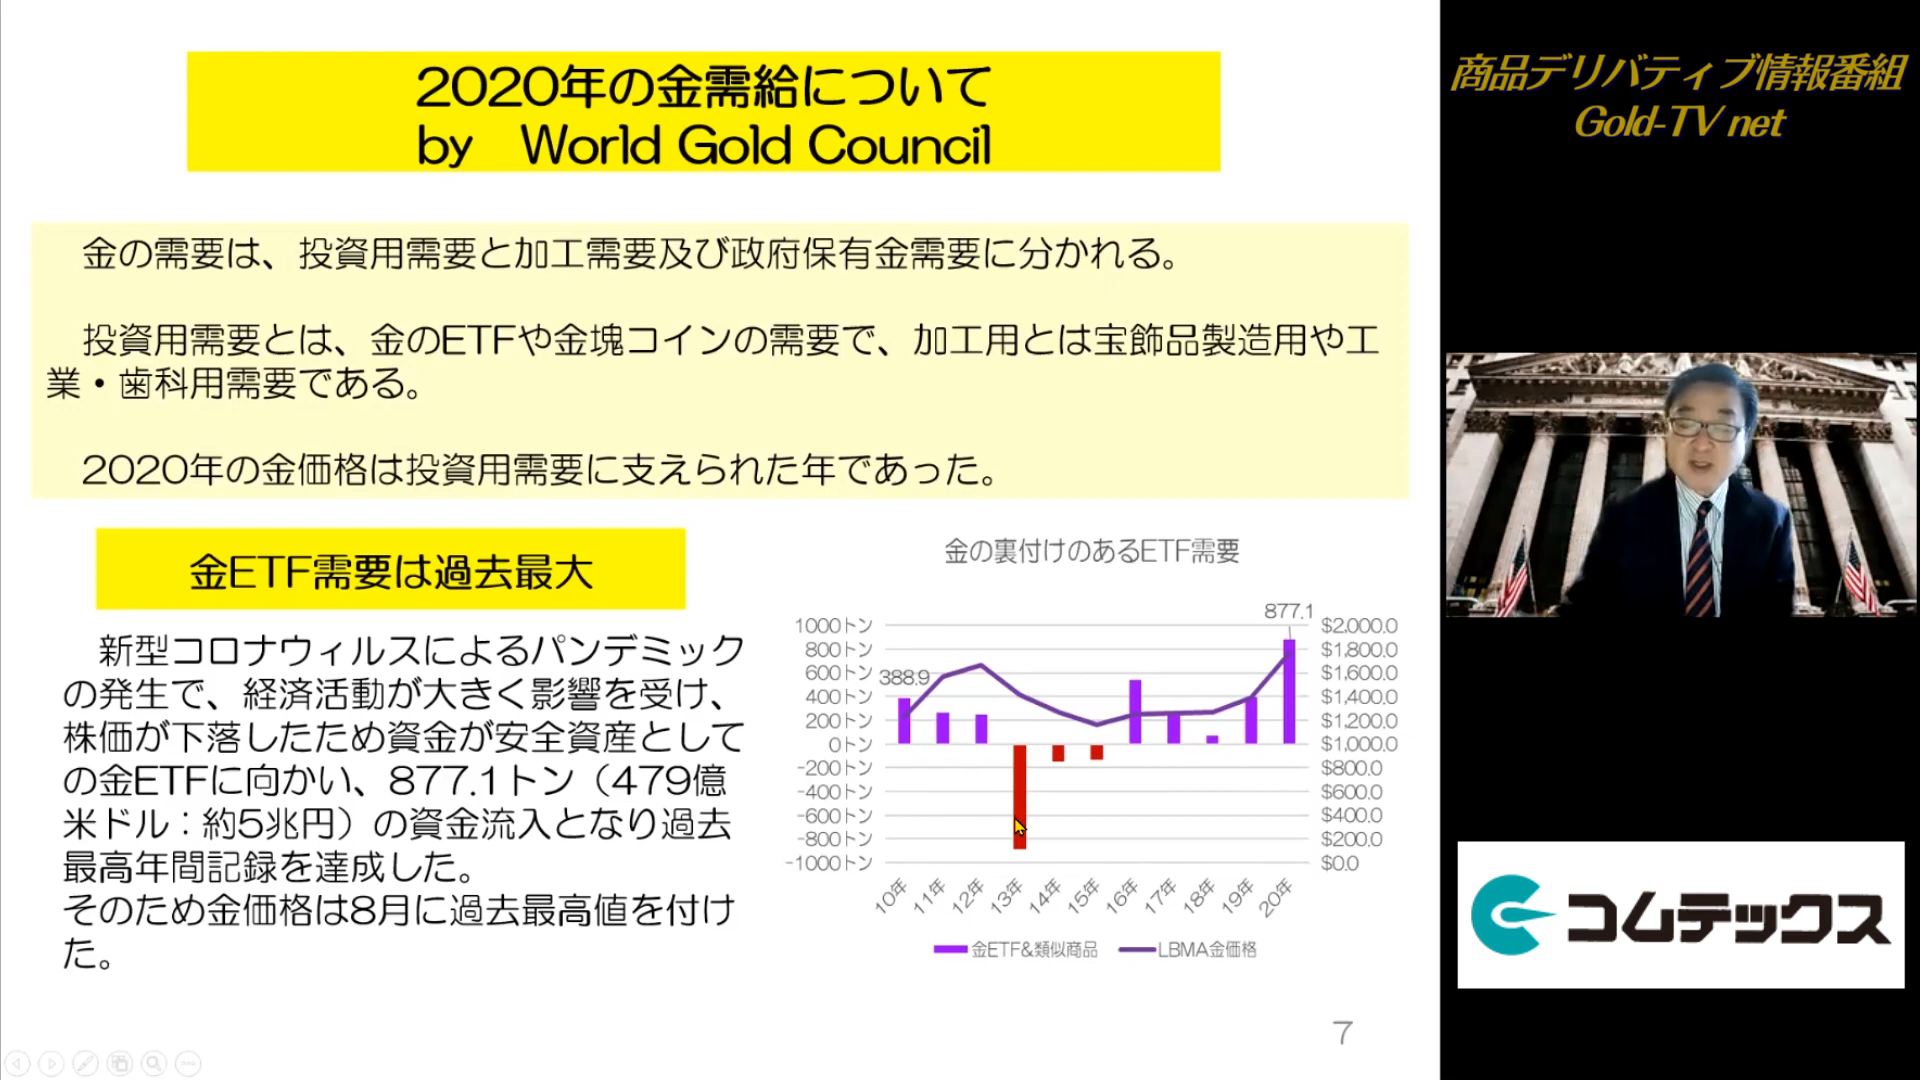 2020年の金需給について
by　World Gold Council
金の需要は、投資用需要と加工需要及び政府保有金需要に分かれる。
投資用需要とは、金のETFや金塊コインの需要で、加工用とは宝飾品製造用や工
業・歯科用需要である。
2020年の金価格は投資用需要に支えられた年であった。
金ETF需要は過去最大
新型コロナウィルスによるパンデミック
の発生で、経済活動が大きく影響を受け、
株価が下落したため資金が安全資産として
の金ETFに向かい、877.1トン（479億
米ドル：約5兆円）の資金流入となり過去
最高年間記録を達成した。
そのため金価格は8月に過去最高値を付け
た。
金の裏付けのあるETF需要
877.1
388.9
1000トン
800トン
600トン
400トン
200トン
0トン
-200トン
-400トン
-600トン
-800トン
-1000トン
$2,000.0
$1,800.0
$1,600.0
$1,400.0
$1,200.0
$1,000.0
$800.0
$600.0
$400.0
$200.0
$0.0
10年 11年 12年 13年 14年 15年 16年 17年 18年 19年 20年
金ETF&類似商品 LBMA金価格
7
商品デリバティブ情報番組
Gold-TV net
コムテックス